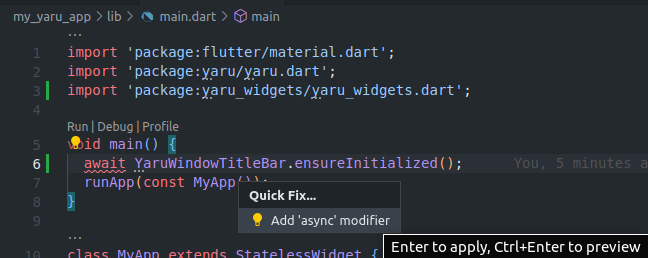 my_yaru_app > lib > main.dart > main
...
1 import 'package:flutter/material.dart';
2 import 'package:yaru/yaru.dart';
3 import 'package:yaru_widgets/yaru_widgets.dart';
4
Run | Debug | Profile
5 void main() {
6 await YaruWindowTitleBar.ensureInitialized(); You, 5 minutes a
7 runApp(const MyApp());
Quick Fix...
8 }
Add 'async' modifier
9
Enter to apply, Ctrl+Enter to preview
...
10 class MyApp extends StatelessWidget {